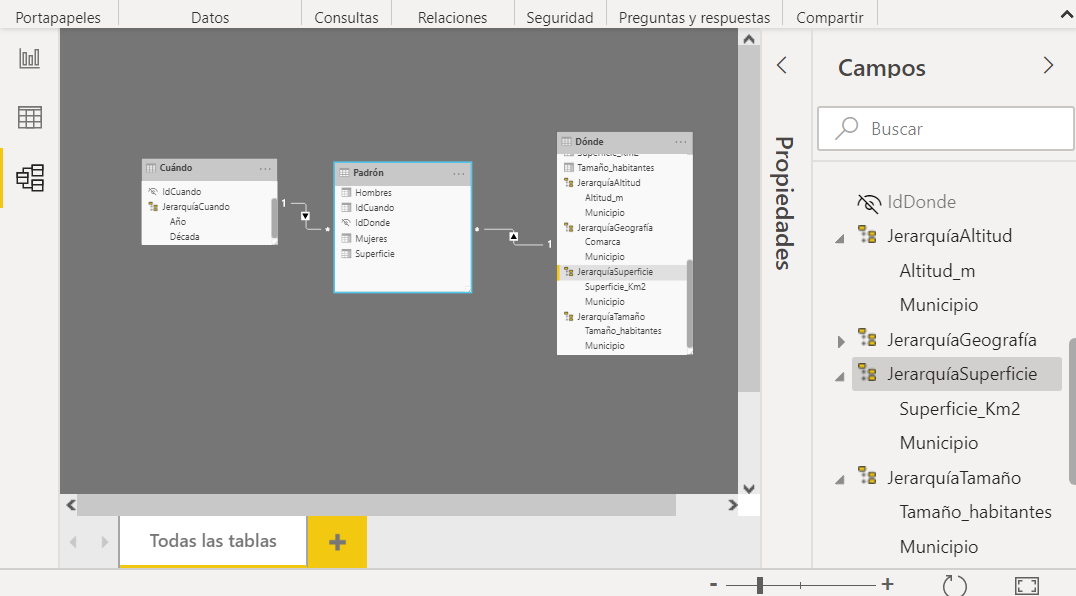 Portapapeles Datos Consultas Relaciones Seguridad Preguntas y respuestas Compartir
Cuándo
IdCuando
JerarquíaCuando
Año
Década
1
*
Padrón
Hombres
IdCuando
IdDonde
Mujeres
Superficie
*
1
Dónde
Superficie_Km2
Tamaño_habitantes
JerarquíaAltitud
Altitud_m
Municipio
JerarquíaGeografía
Comarca
Municipio
JerarquíaSuperficie
Superficie_Km2
Municipio
JerarquíaTamaño
Tamaño_habitantes
Municipio
Todas las tablas
+
Propiedades
Campos
Buscar
IdDonde
JerarquíaAltitud
Altitud_m
Municipio
JerarquíaGeografía
JerarquíaSuperficie
Superficie_Km2
Municipio
JerarquíaTamaño
Tamaño_habitantes
Municipio
- +